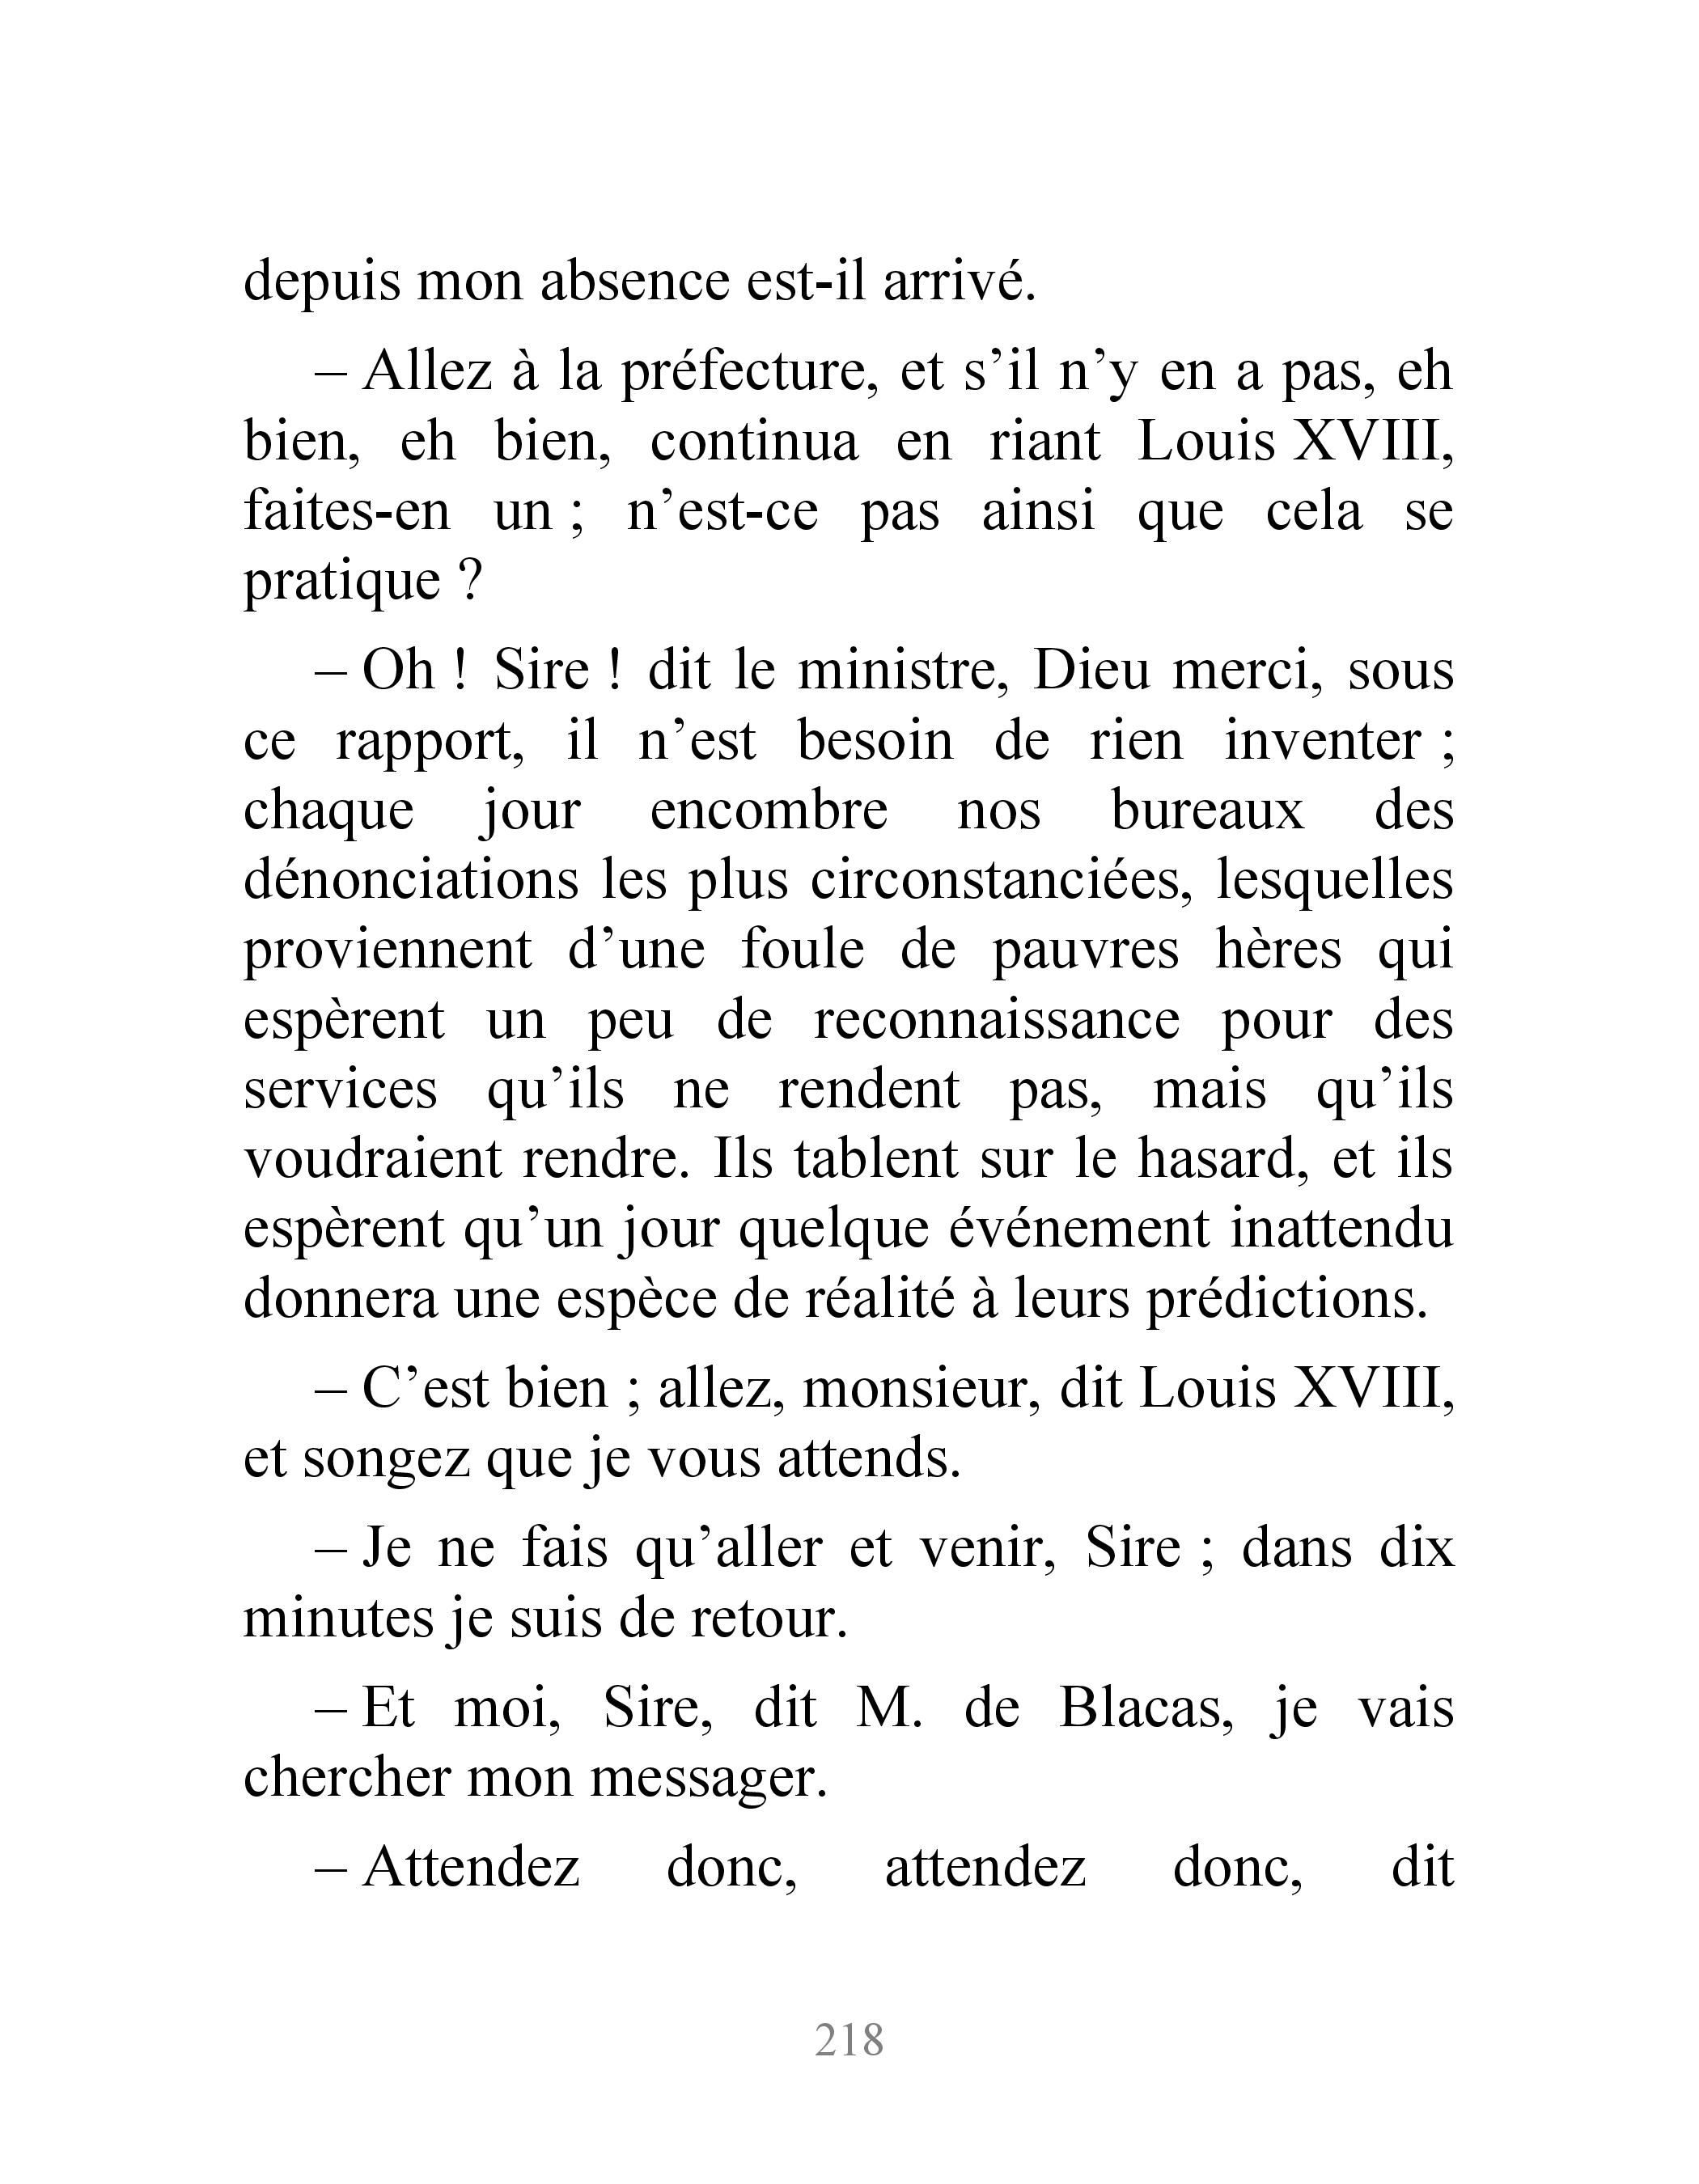 depuis mon absence est-il arrivé.
– Allez à la préfecture, et s’il n’y en a pas, eh
bien, eh bien, continua en riant Louis XVIII,
faites-en un ; n’est-ce pas ainsi que cela se
pratique ?
– Oh ! Sire ! dit le ministre, Dieu merci, sous
ce rapport, il n’est besoin de rien inventer ;
chaque jour encombre nos bureaux des
dénonciations les plus circonstanciées, lesquelles
proviennent d’une foule de pauvres hères qui
espèrent un peu de reconnaissance pour des
services qu’ils ne rendent pas, mais qu’ils
voudraient rendre. Ils tablent sur le hasard, et ils
espèrent qu’un jour quelque événement inattendu
donnera une espèce de réalité à leurs prédictions.
– C’est bien ; allez, monsieur, dit Louis XVIII,
et songez que je vous attends.
– Je ne fais qu’aller et venir, Sire ; dans dix
minutes je suis de retour.
– Et moi, Sire, dit M. de Blacas, je vais
chercher mon messager.
– Attendez donc, attendez donc, dit
218